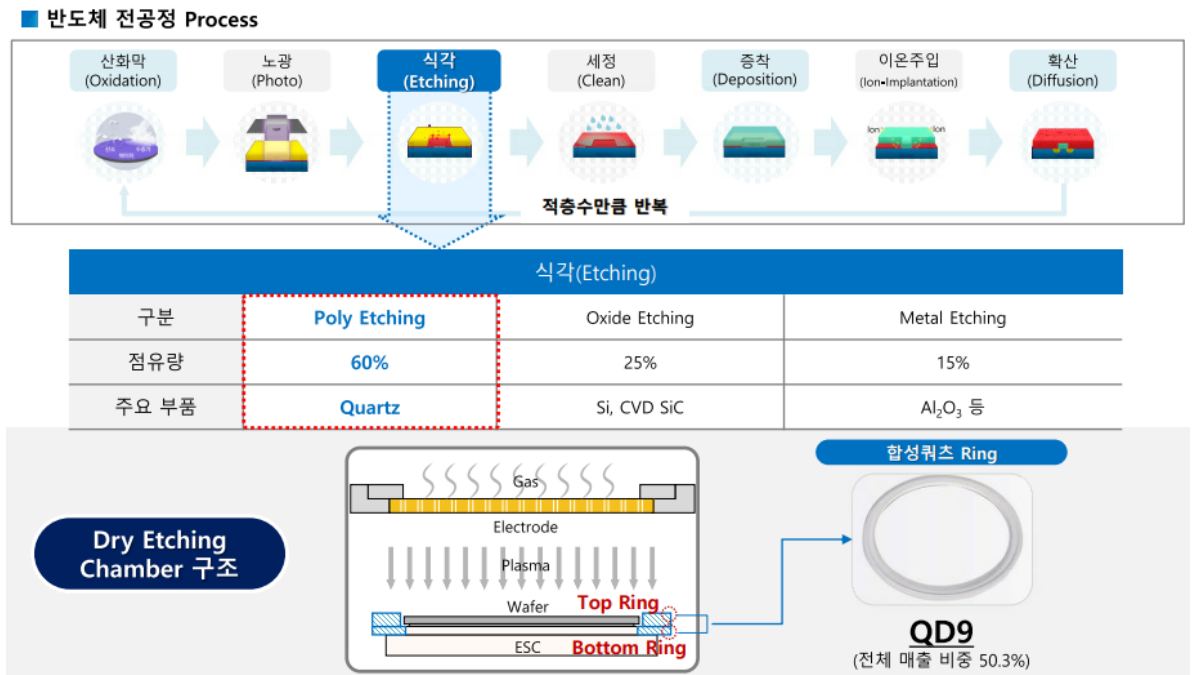 반도체 전공정 Process
산화막
(Oxidation)
노광
(Photo)
식각
(Etching)
세정
(Clean)
증착
(Deposition)
이온주입
(Ion-Implantation)
확산
(Diffusion)
Ion
Ion
적층수만큼 반복
식각(Etching)
구분 Poly Etching Oxide Etching Metal Etching
점유량 60% 25% 15%
주요 부품 Quartz Si, CVD SiC Al₂O₃ 등
Dry Etching
Chamber 구조
Gas
Electrode
Plasma
Wafer
Top Ring
ESC
Bottom Ring
합성쿼츠 Ring
QD9
(전체 매출 비중 50.3%)